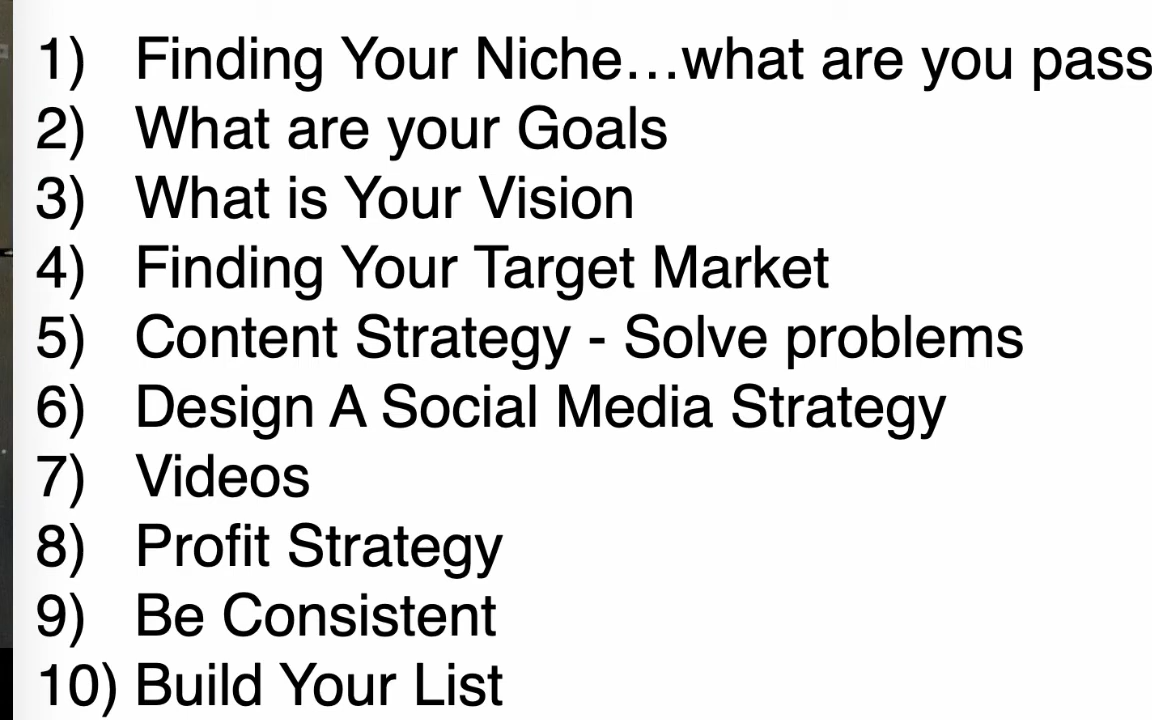 1) Finding Your Niche…what are you pass
2) What are your Goals
3) What is Your Vision
4) Finding Your Target Market
5) Content Strategy - Solve problems
6) Design A Social Media Strategy
7) Videos
8) Profit Strategy
9) Be Consistent
10) Build Your List